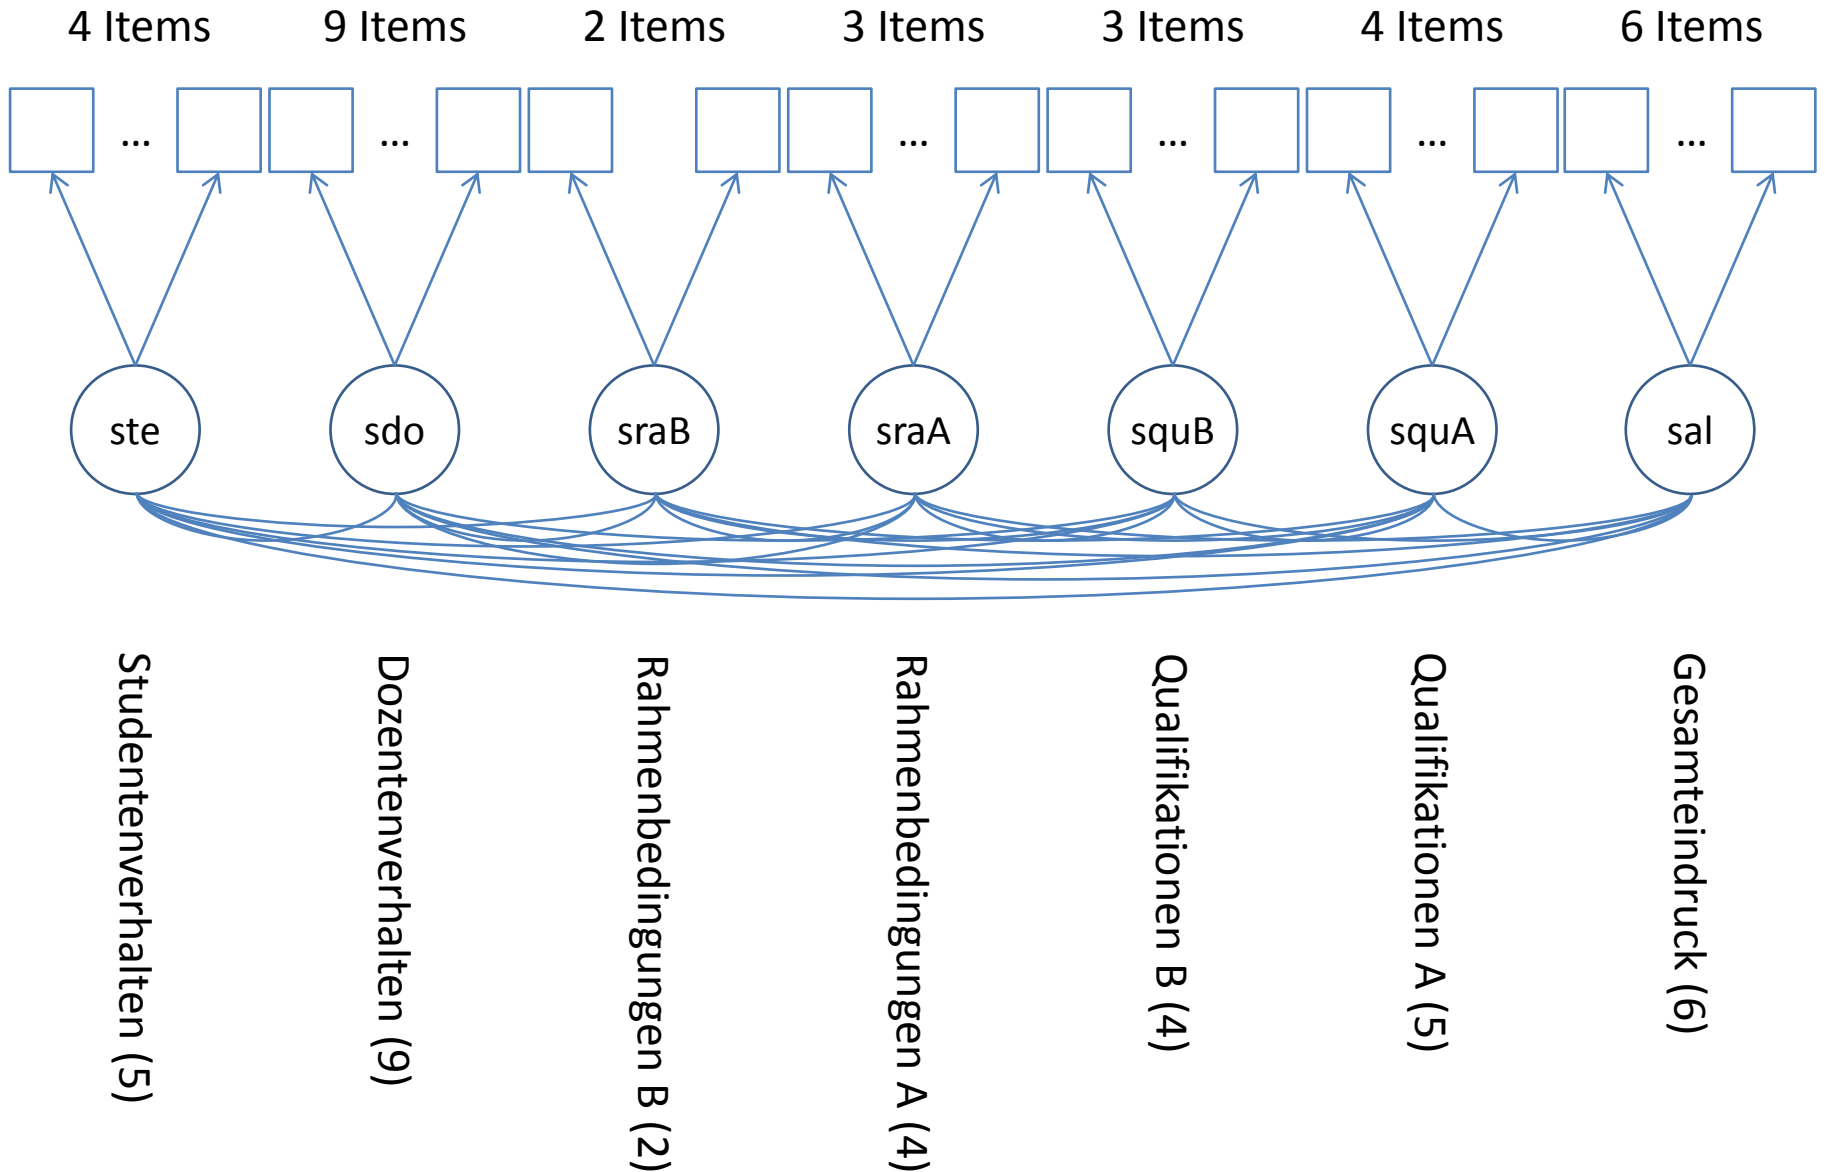 4 Items
9 Items
2 Items
3 Items
3 Items
4 Items
6 Items
...
...
...
...
...
...
ste
sdo
sraB
sraA
squB
squA
sal
Studentenverhalten (5)
Dozentenverhalten (9)
Rahmenbedingungen B (2)
Rahmenbedingungen A (4)
Qualifikationen B (4)
Qualifikationen A (5)
Gesamteindruck (6)